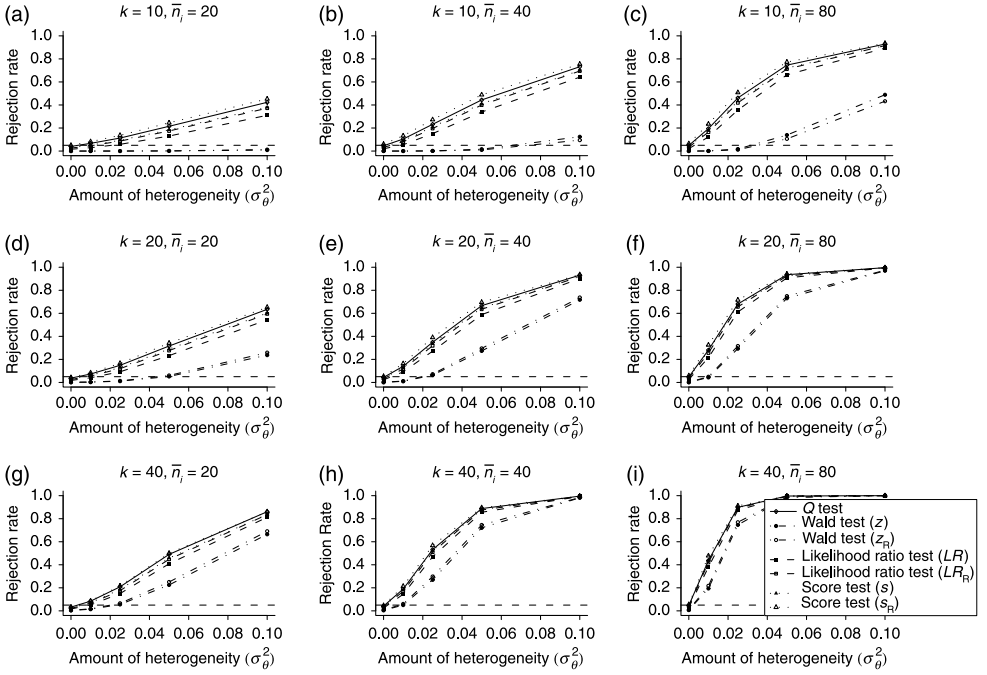 (a) k = 10, n̅ᵢ = 20
Rejection rate
1.0
0.8
0.6
0.4
0.2
0.0
0.00 0.02 0.04 0.06 0.08 0.10
Amount of heterogeneity (σ²_θ)
(b) k = 10, n̅ᵢ = 40
Rejection rate
1.0
0.8
0.6
0.4
0.2
0.0
0.00 0.02 0.04 0.06 0.08 0.10
Amount of heterogeneity (σ²_θ)
(c) k = 10, n̅ᵢ = 80
Rejection rate
1.0
0.8
0.6
0.4
0.2
0.0
0.00 0.02 0.04 0.06 0.08 0.10
Amount of heterogeneity (σ²_θ)
(d) k = 20, n̅ᵢ = 20
Rejection rate
1.0
0.8
0.6
0.4
0.2
0.0
0.00 0.02 0.04 0.06 0.08 0.10
Amount of heterogeneity (σ²_θ)
(e) k = 20, n̅ᵢ = 40
Rejection rate
1.0
0.8
0.6
0.4
0.2
0.0
0.00 0.02 0.04 0.06 0.08 0.10
Amount of heterogeneity (σ²_θ)
(f) k = 20, n̅ᵢ = 80
Rejection rate
1.0
0.8
0.6
0.4
0.2
0.0
0.00 0.02 0.04 0.06 0.08 0.10
Amount of heterogeneity (σ²_θ)
(g) k = 40, n̅ᵢ = 20
Rejection rate
1.0
0.8
0.6
0.4
0.2
0.0
0.00 0.02 0.04 0.06 0.08 0.10
Amount of heterogeneity (σ²_θ)
(h) k = 40, n̅ᵢ = 40
Rejection Rate
1.0
0.8
0.6
0.4
0.2
0.0
0.00 0.02 0.04 0.06 0.08 0.10
Amount of heterogeneity (σ²_θ)
(i) k = 40, n̅ᵢ = 80
Rejection Rate
1.0
0.8
0.6
0.4
0.2
0.0
0.00 0.02 0.04 0.06 0.08 0.10
Amount of heterogeneity (σ²_θ)
Q test
Wald test (z)
Wald test (z_R)
Likelihood ratio test (LR)
Likelihood ratio test (LR_R)
Score test (s)
Score test (s_R)